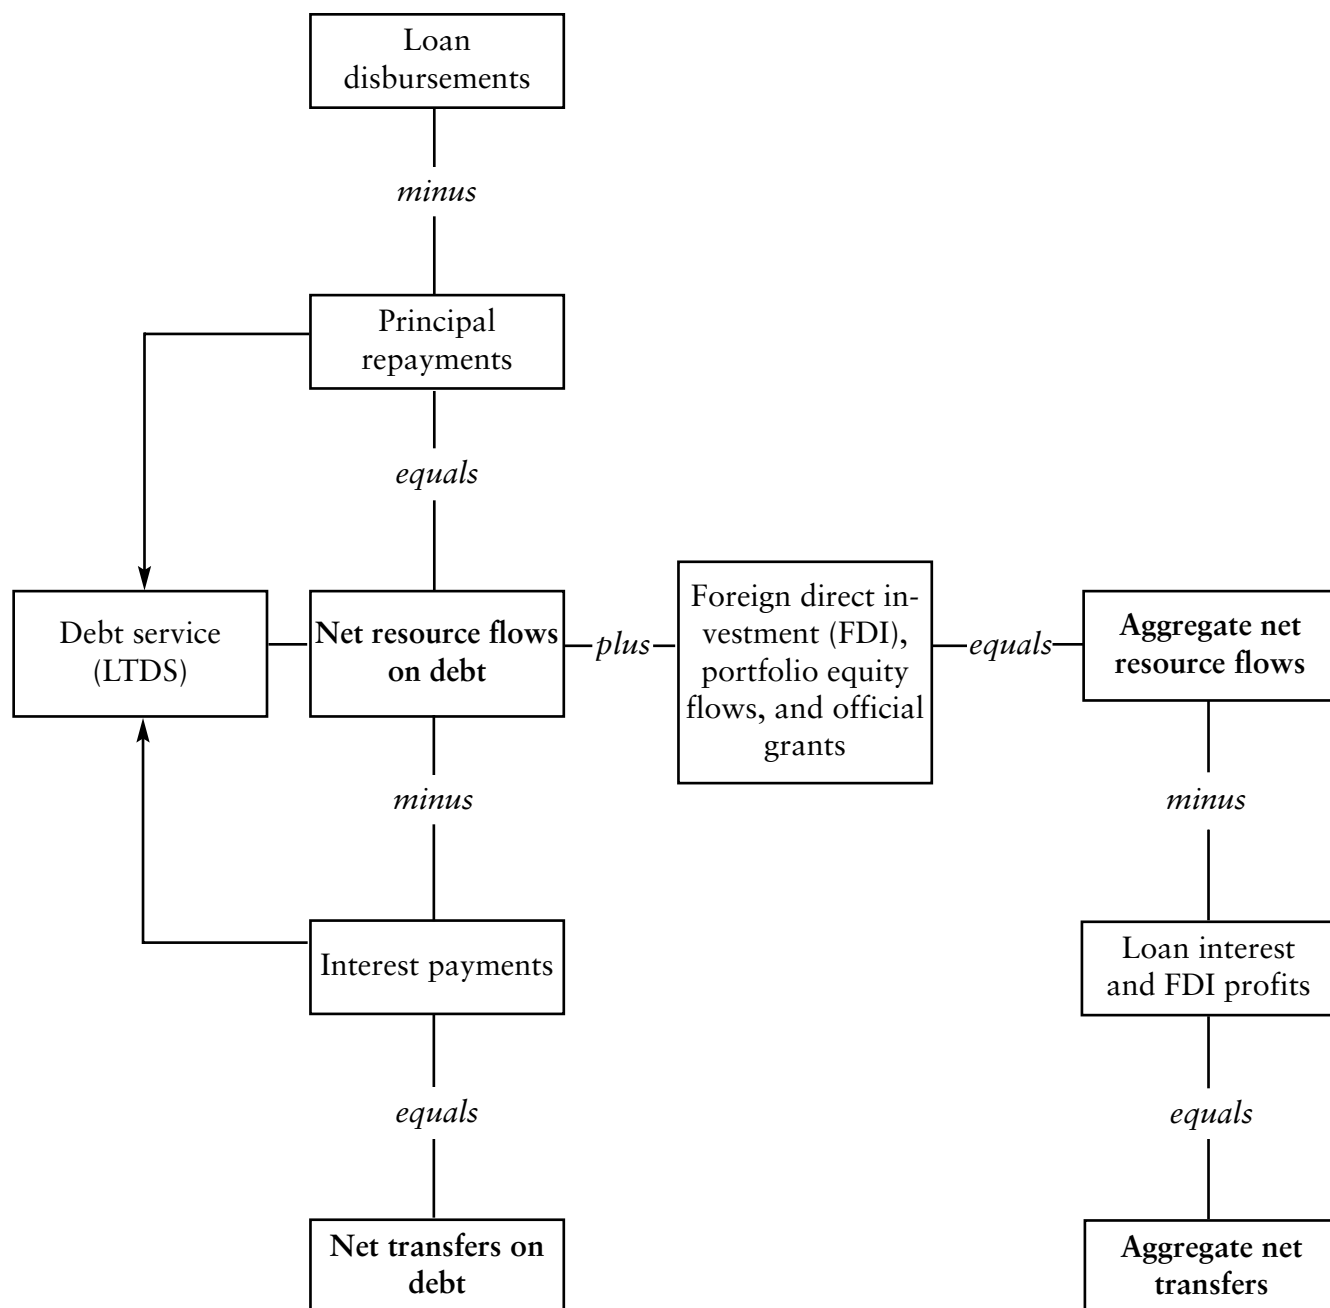 Loan
disbursements
minus
Principal
repayments
equals
Debt service
(LTDS)
Net resource flows
on debt
plus
Foreign direct in-
vestment (FDI),
portfolio equity
flows, and official
grants
equals
Aggregate net
resource flows
minus
minus
Interest payments
Loan interest
and FDI profits
equals
equals
Net transfers on
debt
Aggregate net
transfers